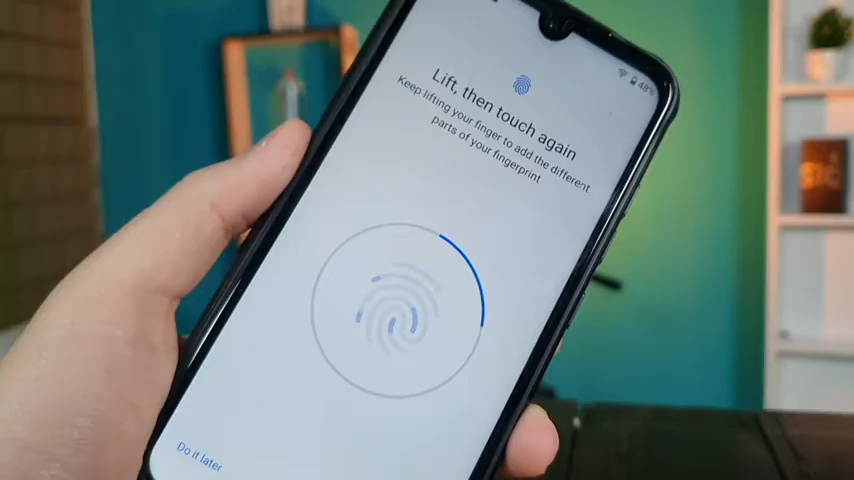 48%
Lift, then touch again
Keep lifting your finger to add the different
parts of your fingerprint
Do it later